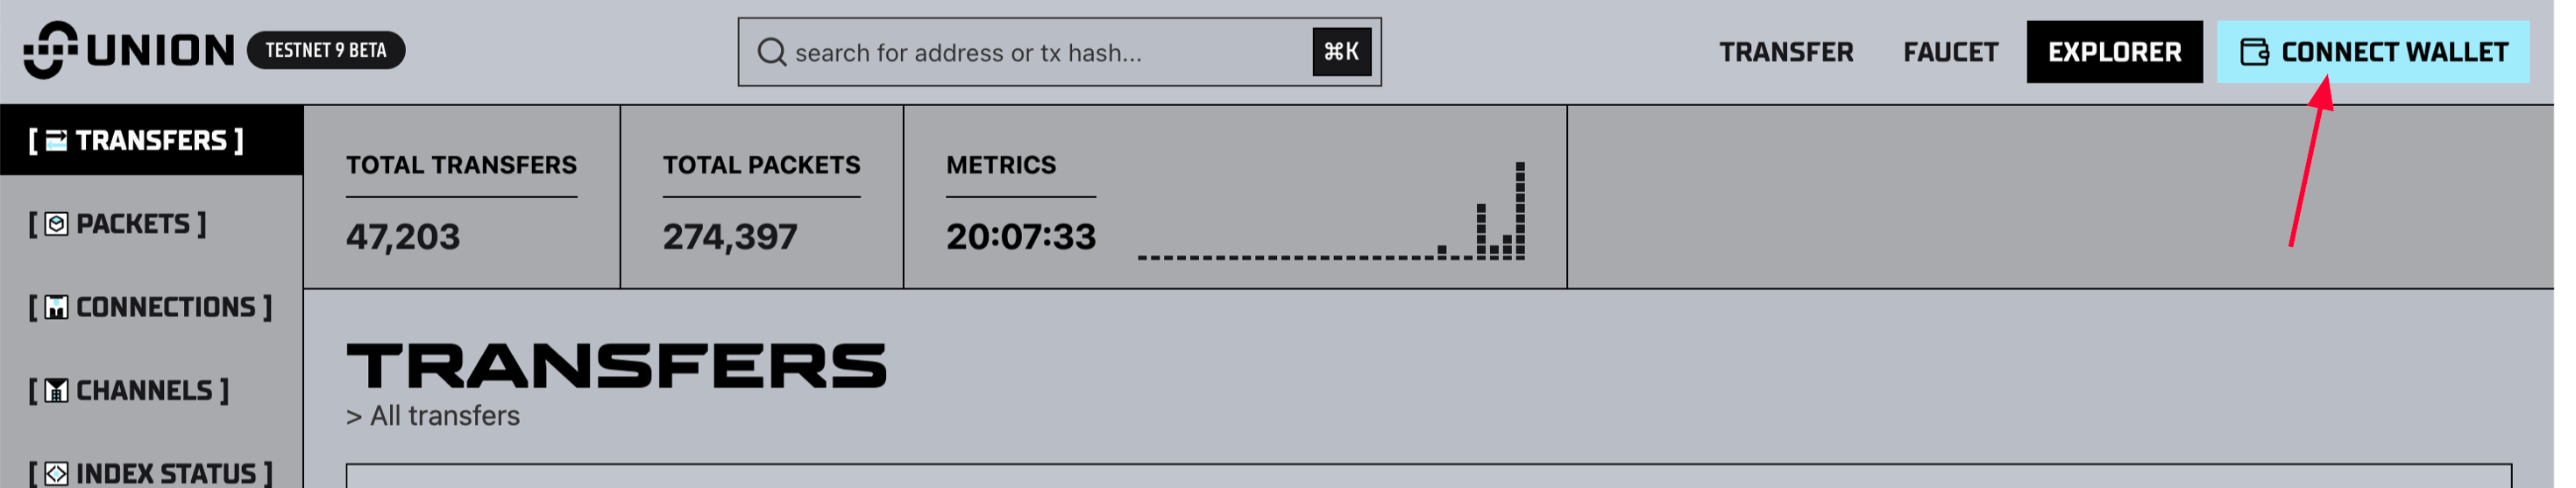 UNION TESTNET 9 BETA search for address or tx hash... ⌘K TRANSFER FAUCET EXPLORER CONNECT WALLET
[ TRANSFERS ]
[ PACKETS ]
[ CONNECTIONS ]
[ CHANNELS ]
[ INDEX STATUS ]
TOTAL TRANSFERS
47,203
TOTAL PACKETS
274,397
METRICS
20:07:33
TRANSFERS
> All transfers